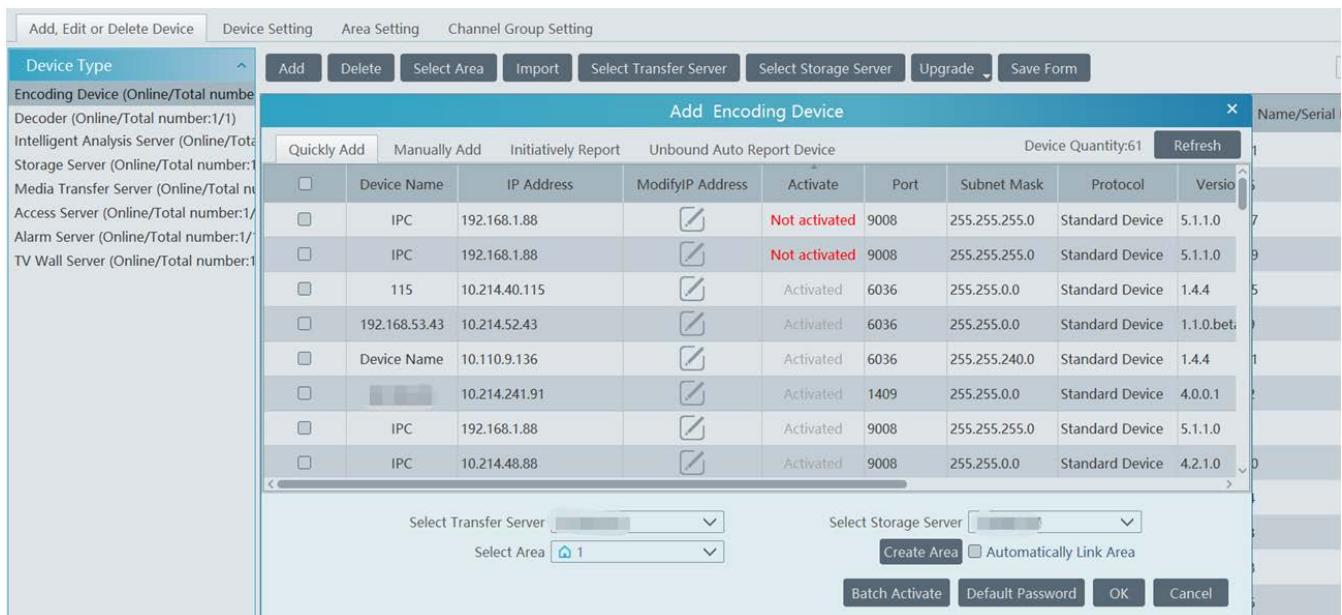 Add, Edit or Delete Device Device Setting Area Setting Channel Group Setting
Device Type
Encoding Device (Online/Total numbe
Decoder (Online/Total number:1/1)
Intelligent Analysis Server (Online/Tota
Storage Server (Online/Total number:1
Media Transfer Server (Online/Total nu
Access Server (Online/Total number:1/
Alarm Server (Online/Total number:1/1
TV Wall Server (Online/Total number:1
Add Delete Select Area Import Select Transfer Server Select Storage Server Upgrade Save Form
Name/Serial
Add Encoding Device
Quickly Add Manually Add Initiatively Report Unbound Auto Report Device Device Quantity:61 Refresh
Device Name IP Address ModifyIP Address Activate Port Subnet Mask Protocol Versio
IPC 192.168.1.88 Not activated 9008 255.255.255.0 Standard Device 5.1.1.0
IPC 192.168.1.88 Not activated 9008 255.255.255.0 Standard Device 5.1.1.0
115 10.214.40.115 Activated 6036 255.255.0.0 Standard Device 1.4.4
192.168.53.43 10.214.52.43 Activated 6036 255.255.0.0 Standard Device 1.1.0.beta
Device Name 10.110.9.136 Activated 6036 255.255.240.0 Standard Device 1.4.4
10.214.241.91 Activated 1409 255.255.0.0 Standard Device 4.0.0.1
IPC 192.168.1.88 Activated 9008 255.255.255.0 Standard Device 5.1.1.0
IPC 10.214.48.88 Activated 9008 255.255.0.0 Standard Device 4.2.1.0
Select Transfer Server Select Storage Server
Select Area 1 Create Area Automatically Link Area
Batch Activate Default Password OK Cancel